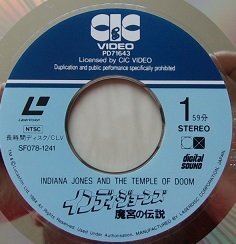 CIC
VIDEO
PD71643
Licensed by CIC VIDEO
Duplication and public performance specifically prohibited
LASERVISION
NTSC
長時間ディスク/CLV
SF078-1241
1
59分
STEREO
digital
sound
INDIANA JONES AND THE TEMPLE OF DOOM
インディ・ジョーンズ
魔宮の伝説